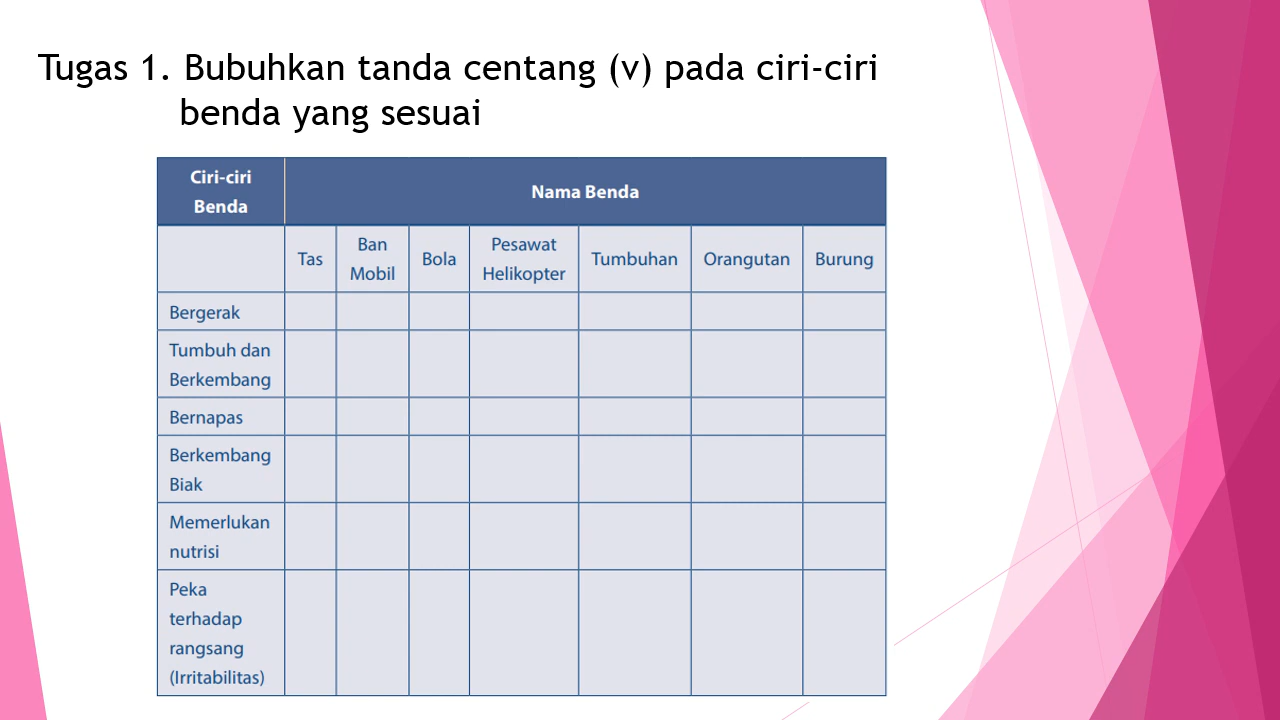 Tugas 1. Bubuhkan tanda centang (v) pada ciri-ciri
benda yang sesuai
Ciri-ciri
Benda
Nama Benda
Tas
Ban
Mobil
Bola
Pesawat
Helikopter
Tumbuhan
Orangutan
Burung
Bergerak
Tumbuh dan
Berkembang
Bernapas
Berkembang
Biak
Memerlukan
nutrisi
Peka
terhadap
rangsang
(Irritabilitas)